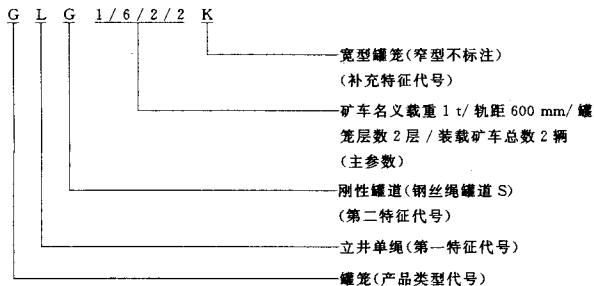 G L G 1/6/2/2 K
宽型罐笼(窄型不标注)
(补充特征代号)
矿车名义载重1 t/轨距600 mm/罐
笼层数2层/装载矿车总数2辆
(主参数)
刚性罐道(钢丝绳罐道S)
(第二特征代号)
立井单绳(第一特征代号)
罐笼(产品类型代号)